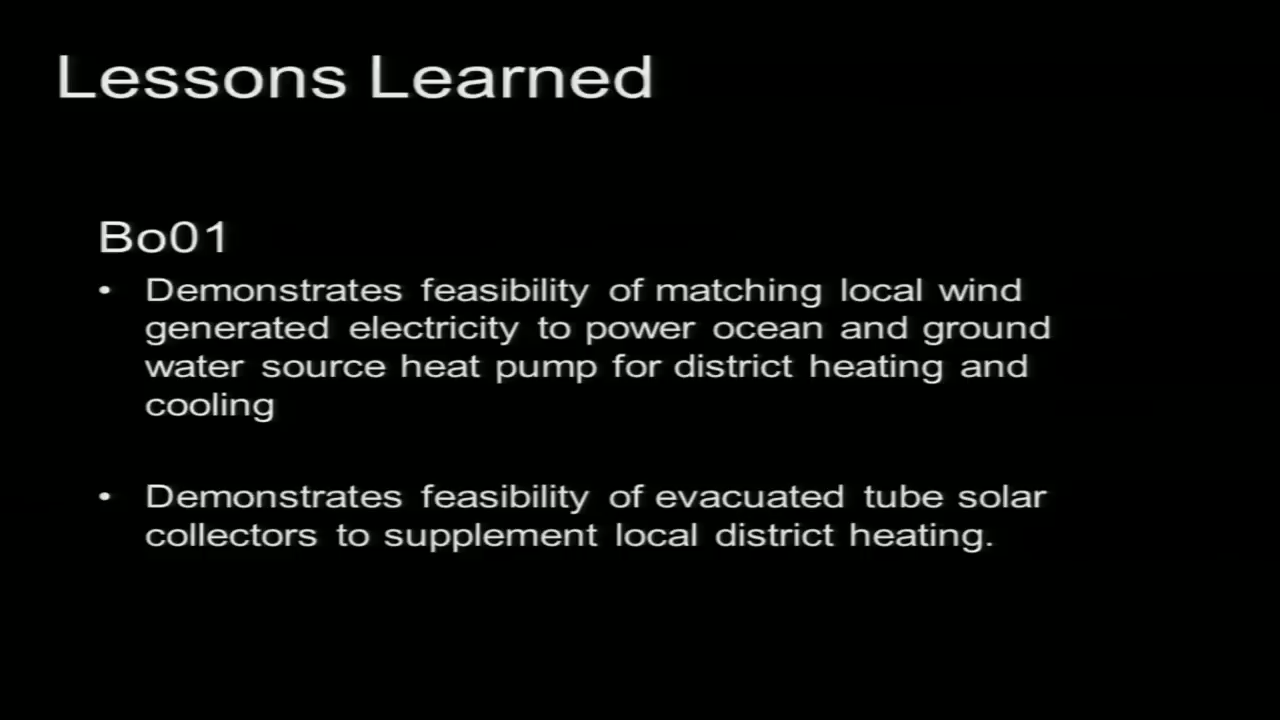 Lessons Learned
Bo01
• Demonstrates feasibility of matching local wind
generated electricity to power ocean and ground
water source heat pump for district heating and
cooling
• Demonstrates feasibility of evacuated tube solar
collectors to supplement local district heating.